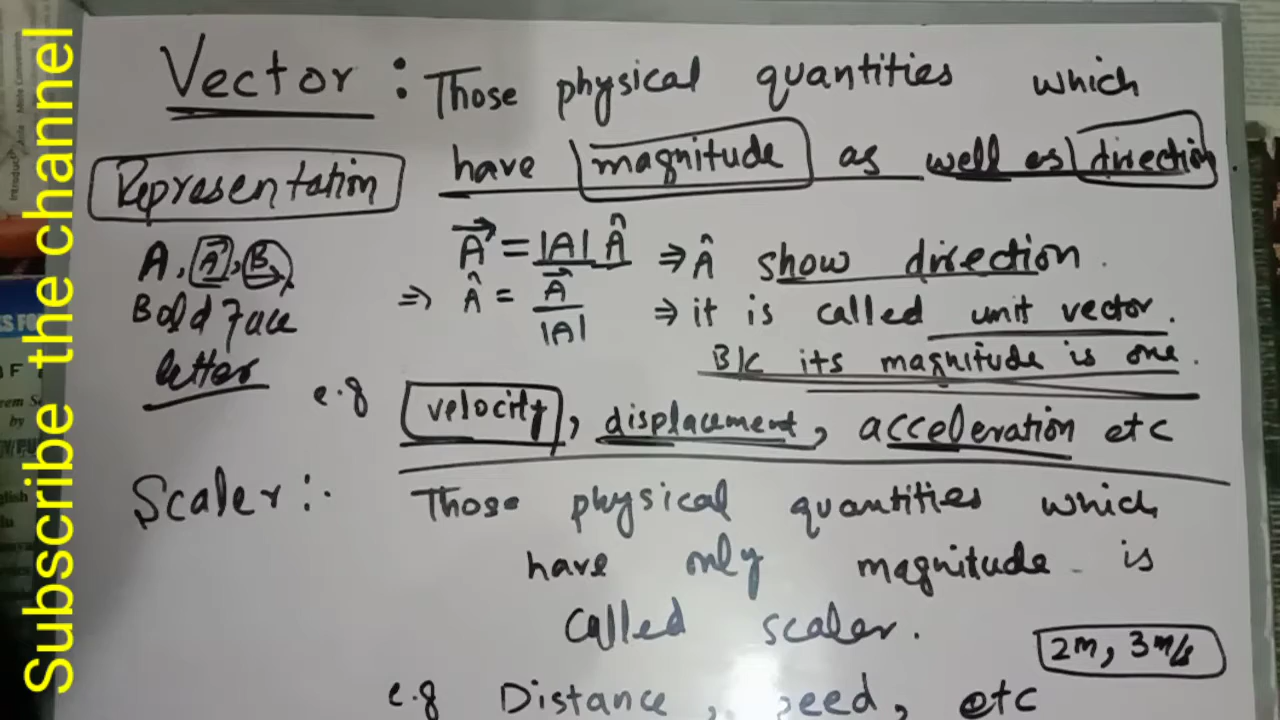 Subscribe the channel
Vector : Those physical quantities which
have magnitude as well as direction
Representation
A, A⃗, B
Bold face
letter
A⃗ = |A| Â ⇒ Â show direction.
⇒ Â = A⃗ / |A| ⇒ it is called unit vector.
B/c its magnitude is one.
e.g velocity, displacement, acceleration etc
Scaler :. Those physical quantities which
have only magnitude is
called scaler.
2m, 3m/s
e.g Distance, speed, etc